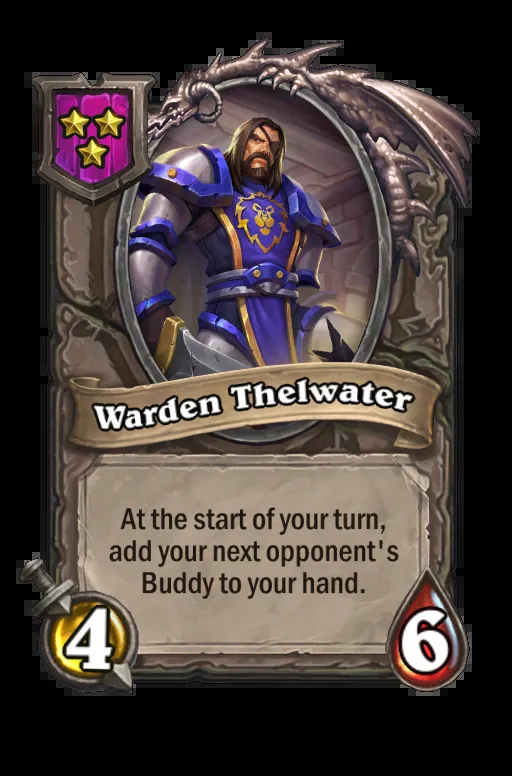 Warden Thelwater
At the start of your turn,
add your next opponent's
Buddy to your hand.
4
6